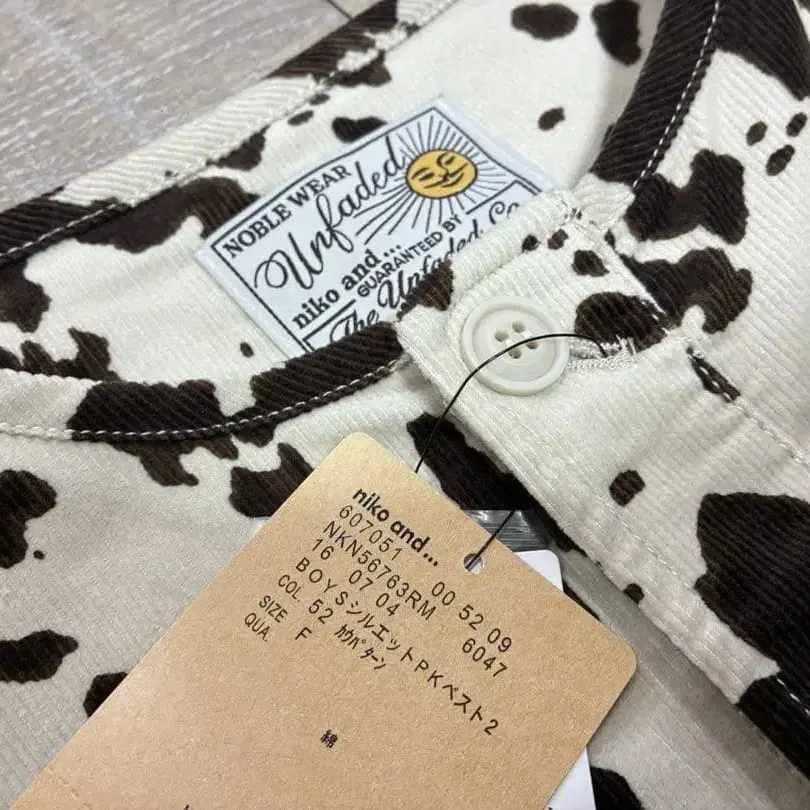 NOBLE WEAR
Unfaded
niko and...
GUARANTEED BY
The Unfaded Co
niko and...
607051 00 52 09
NKN56763RM 6047
16 07 04
BOYSシルエットPKベスト2
COL. 52 ｶｳﾊﾟﾀｰﾝ
SIZE F
QUA.
綿